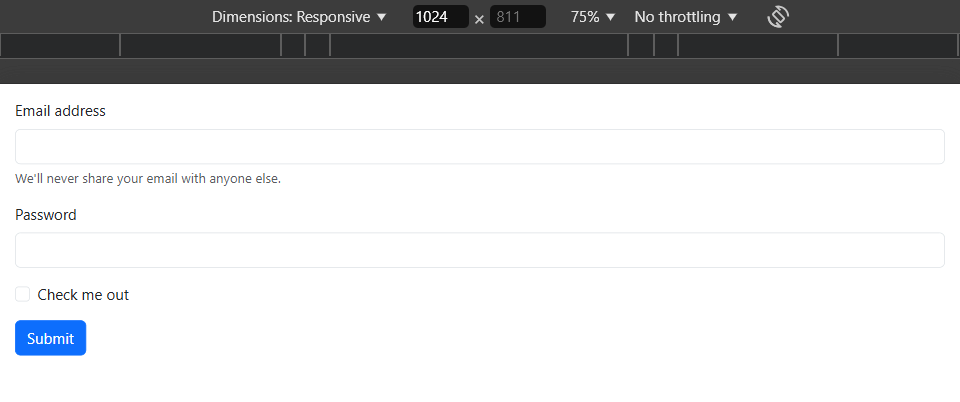 Dimensions: Responsive ▼ 1024 × 811 75% ▼ No throttling ▼
Email address
We'll never share your email with anyone else.
Password
Check me out
Submit